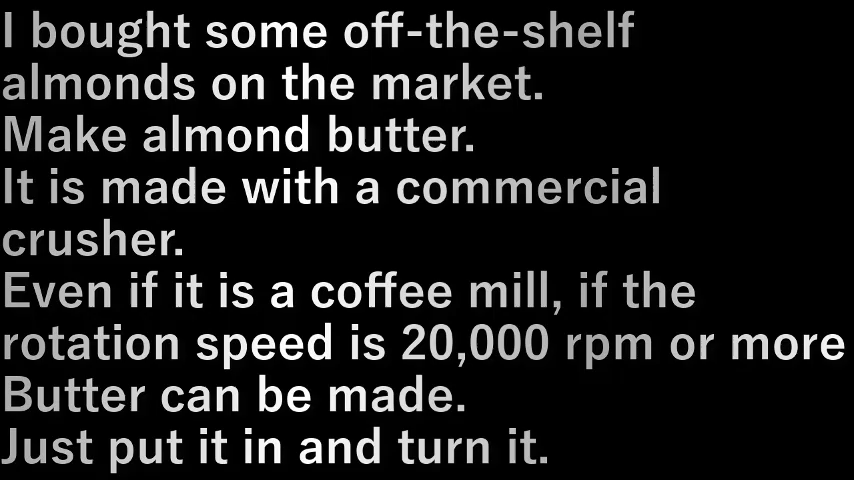 I bought some off-the-shelf
almonds on the market.
Make almond butter.
It is made with a commercial
crusher.
Even if it is a coffee mill, if the
rotation speed is 20,000 rpm or more
Butter can be made.
Just put it in and turn it.